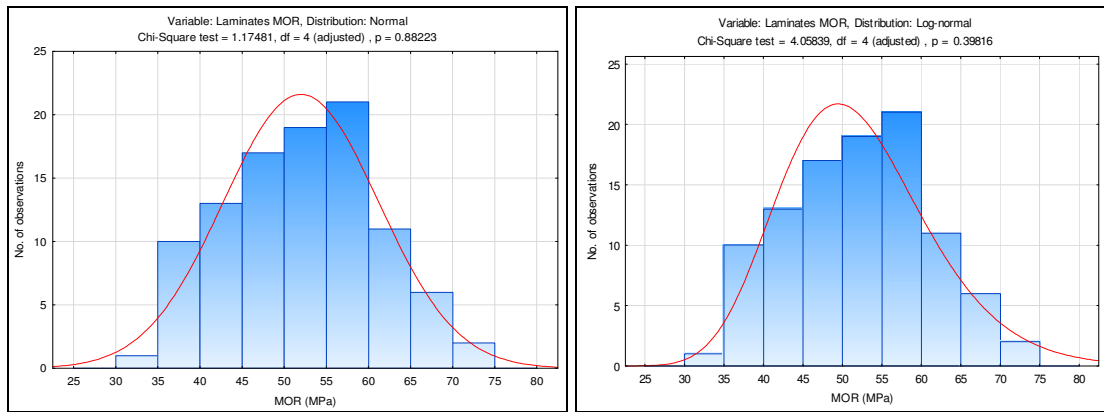 Variable: Laminates MOR, Distribution: Normal
Chi-Square test = 1.17481, df = 4 (adjusted) , p = 0.88223
25
20
15
10
5
0
No. of observations
25 30 35 40 45 50 55 60 65 70 75 80
MOR (MPa)
Variable: Laminates MOR, Distribution: Log-normal
Chi-Square test = 4.05839, df = 4 (adjusted) , p = 0.39816
25
20
15
10
5
0
No. of observations
25 30 35 40 45 50 55 60 65 70 75 80
MOR (MPa)